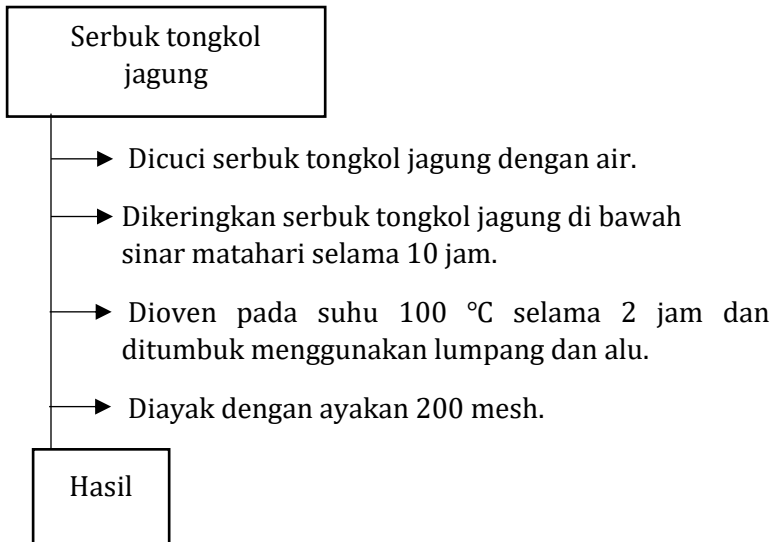 Serbuk tongkol
jagung
Dicuci serbuk tongkol jagung dengan air.
Dikeringkan serbuk tongkol jagung di bawah
sinar matahari selama 10 jam.
Dioven pada suhu 100 °C selama 2 jam dan
ditumbuk menggunakan lumpang dan alu.
Diayak dengan ayakan 200 mesh.
Hasil